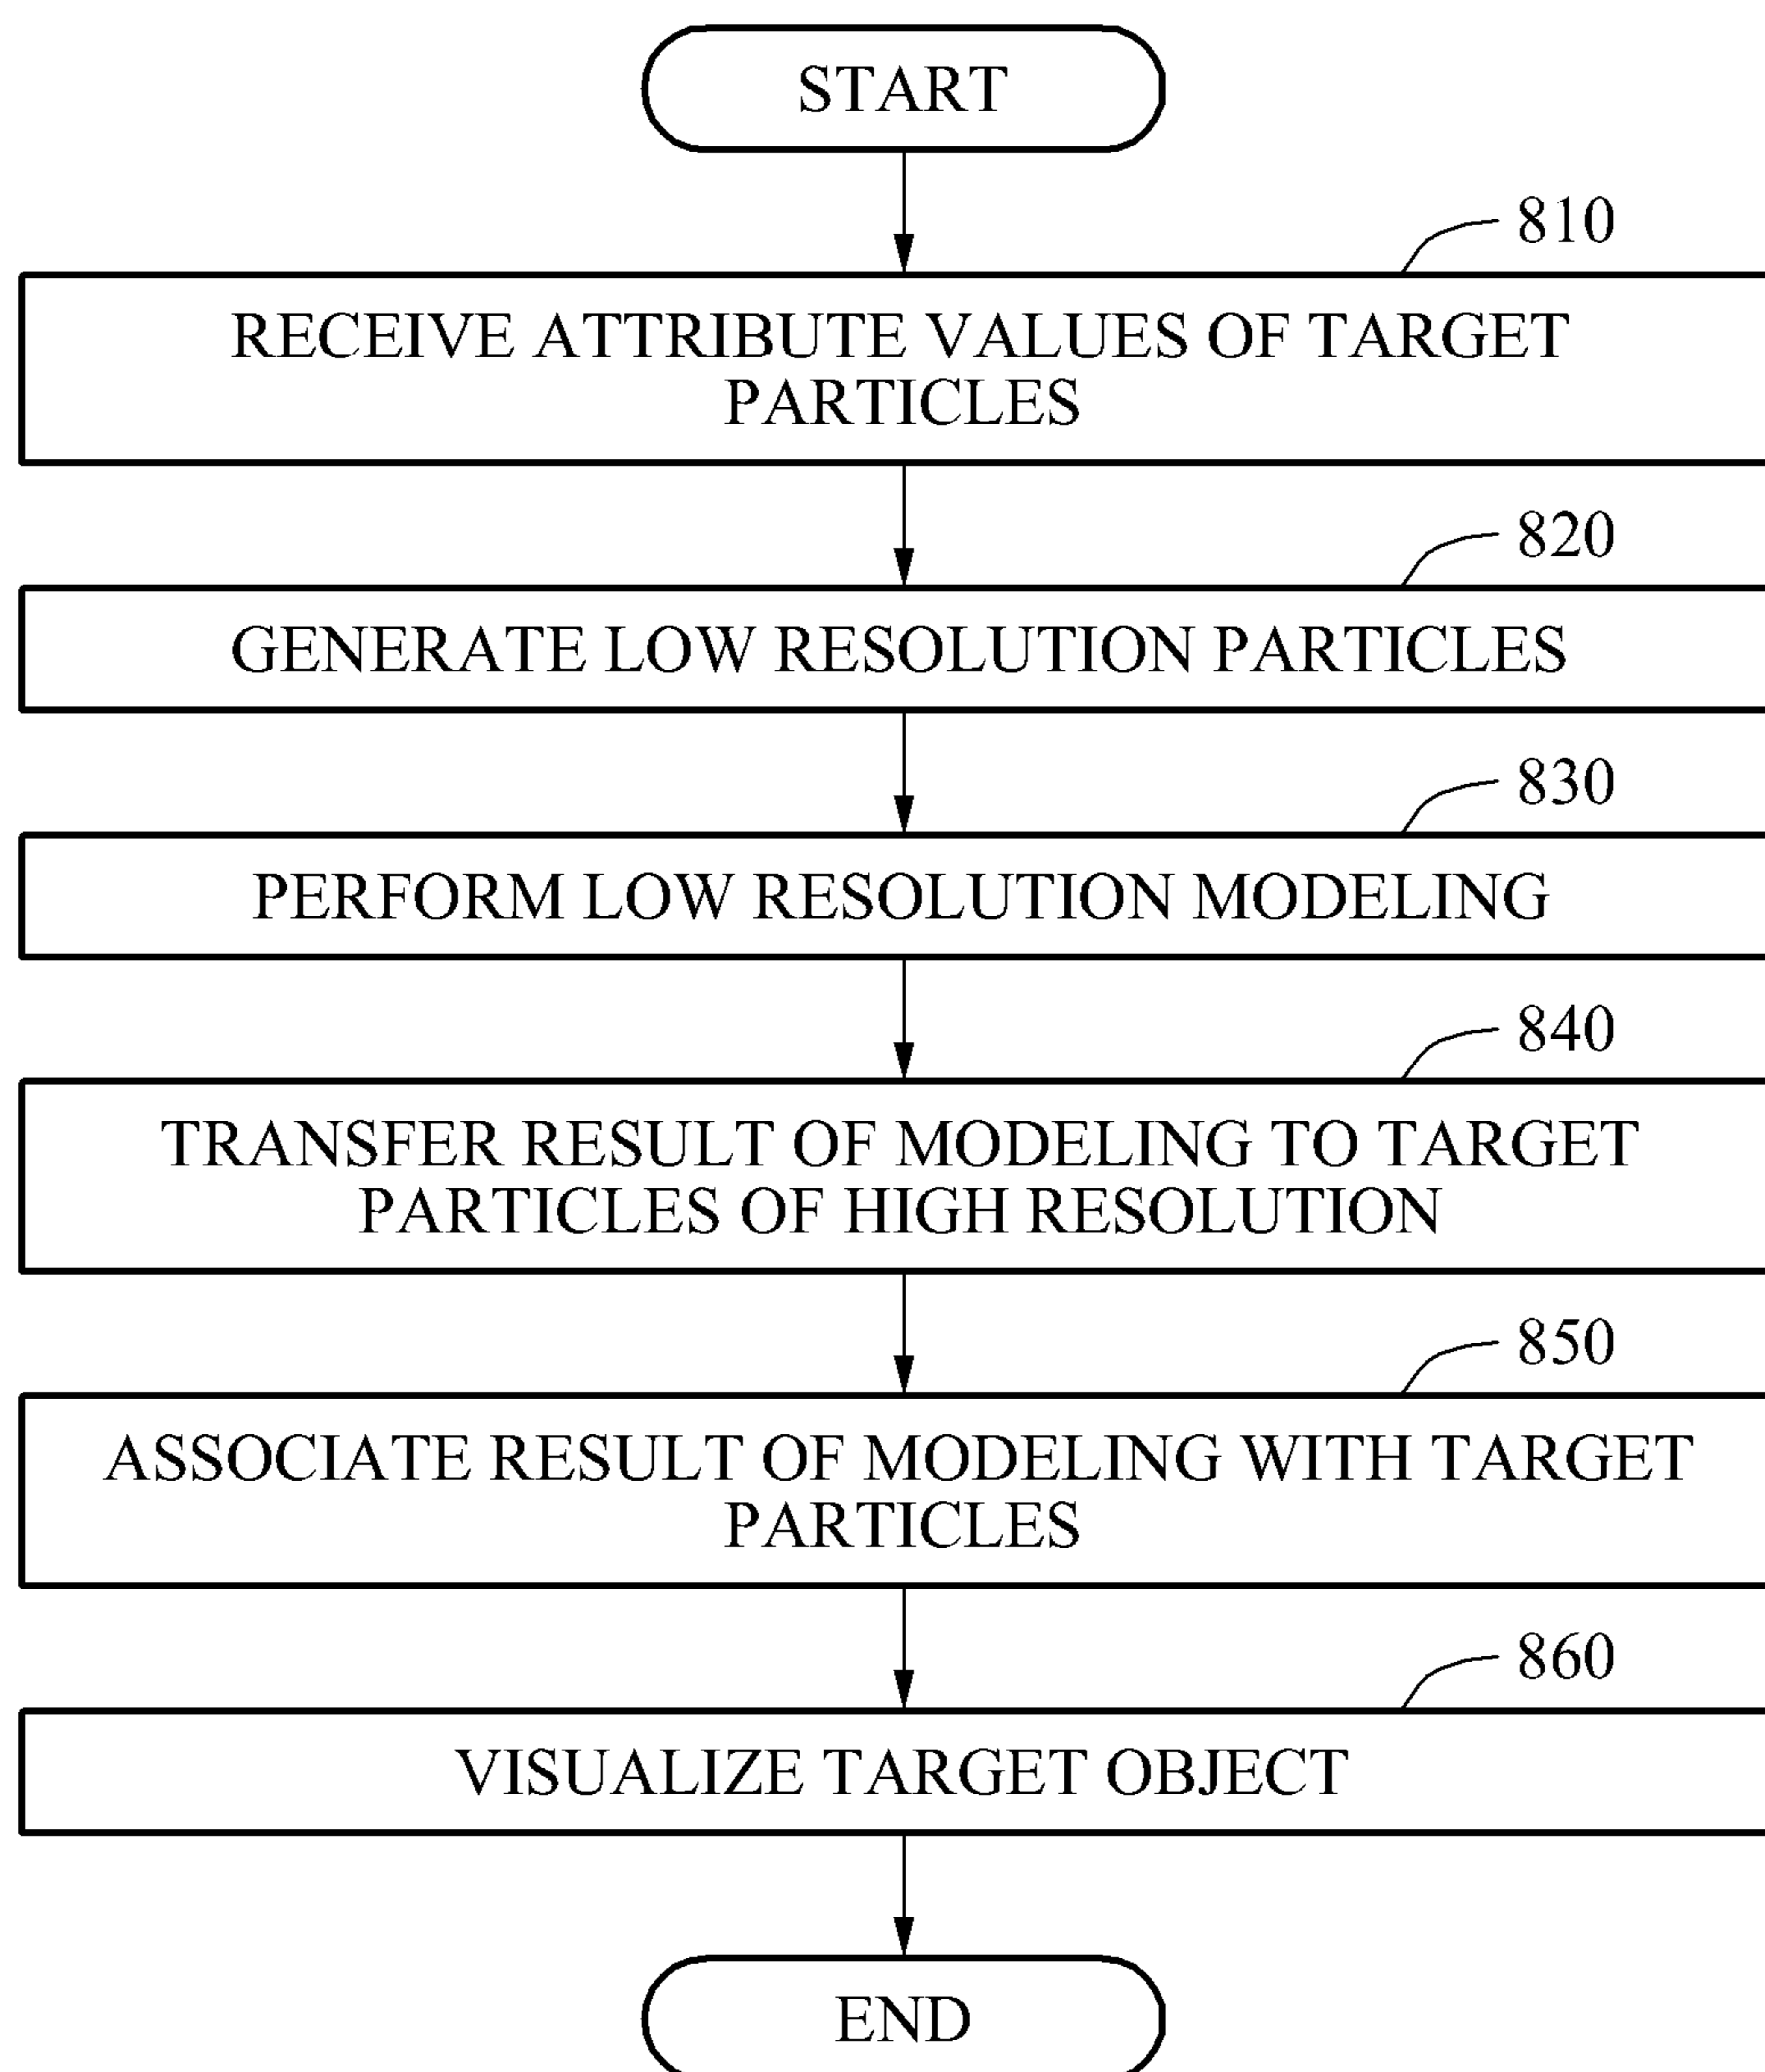 START
810
RECEIVE ATTRIBUTE VALUES OF TARGET
PARTICLES
820
GENERATE LOW RESOLUTION PARTICLES
830
PERFORM LOW RESOLUTION MODELING
840
TRANSFER RESULT OF MODELING TO TARGET
PARTICLES OF HIGH RESOLUTION
850
ASSOCIATE RESULT OF MODELING WITH TARGET
PARTICLES
860
VISUALIZE TARGET OBJECT
END